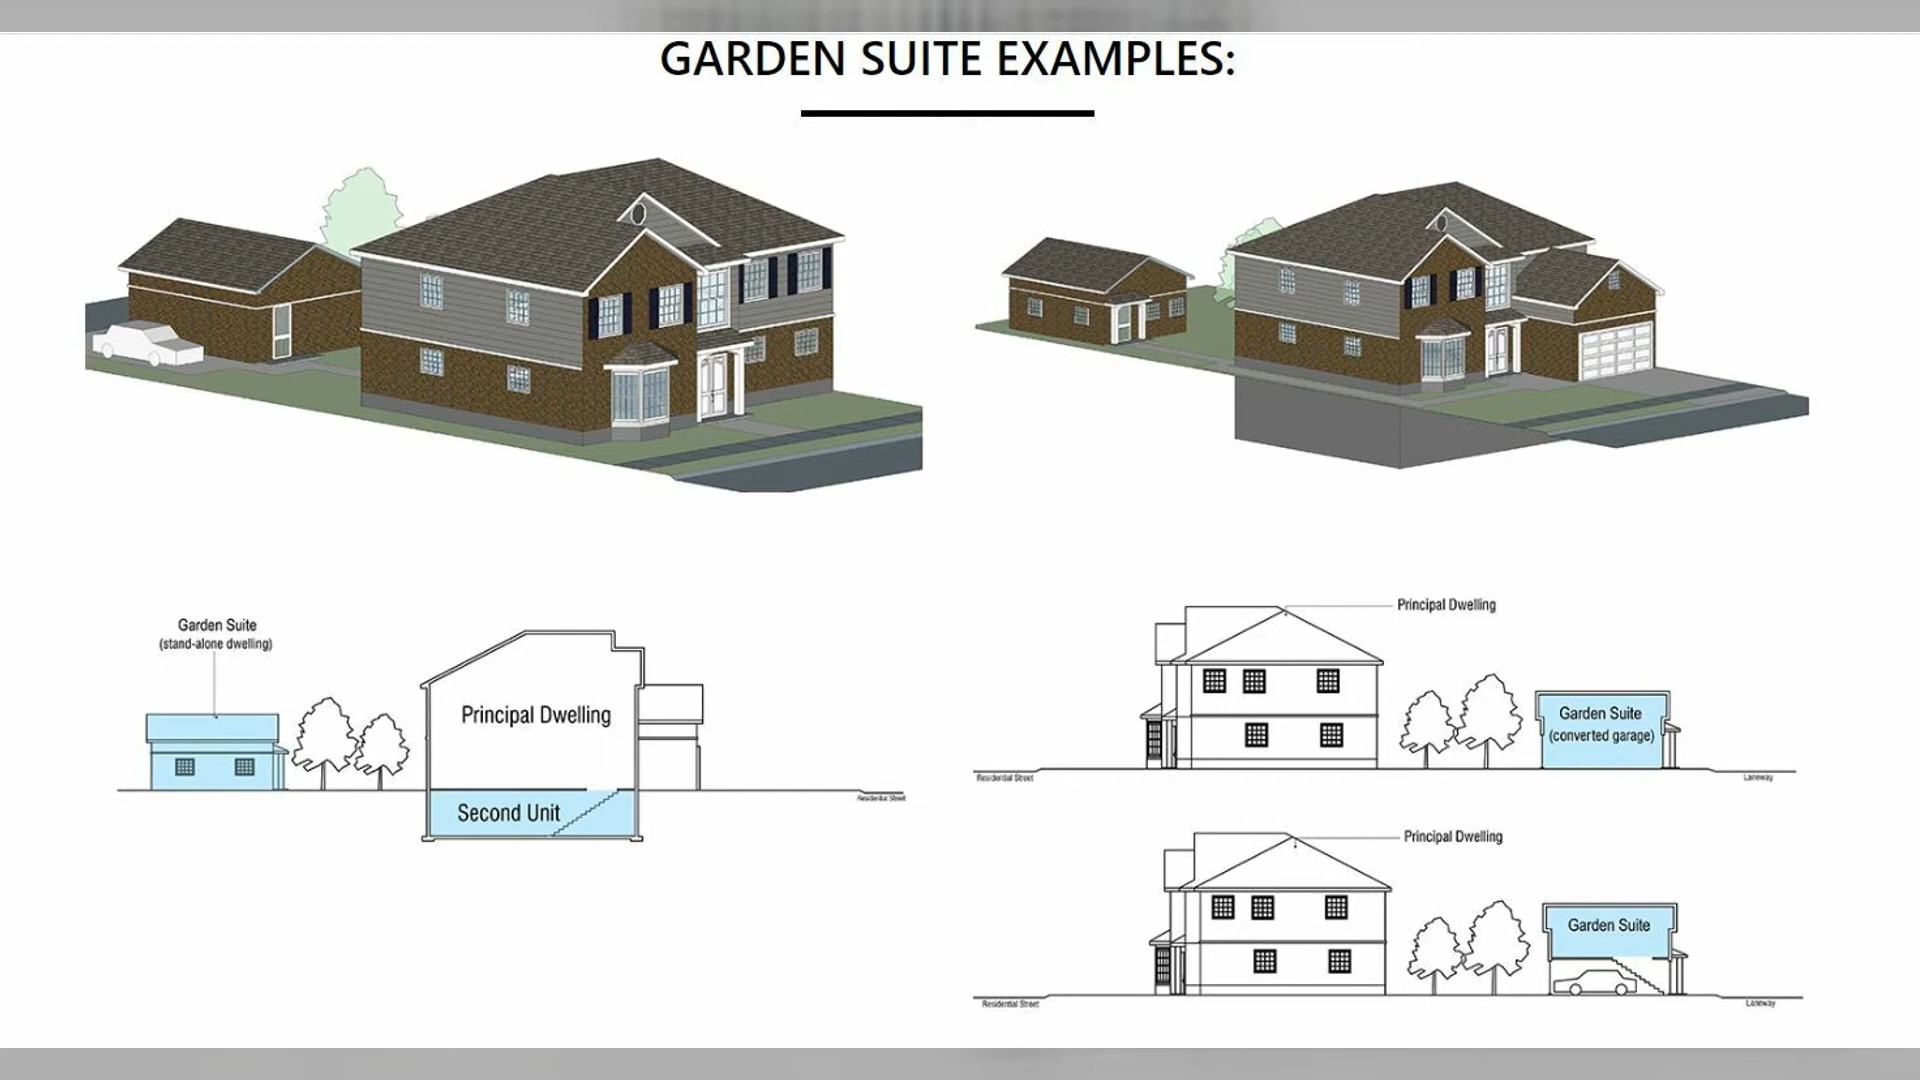 GARDEN SUITE EXAMPLES:
Garden Suite
(stand-alone dwelling)
Principal Dwelling
Second Unit
Residential Street
Principal Dwelling
Garden Suite
(converted garage)
Residential Street
Laneway
Principal Dwelling
Garden Suite
Residential Street
Laneway